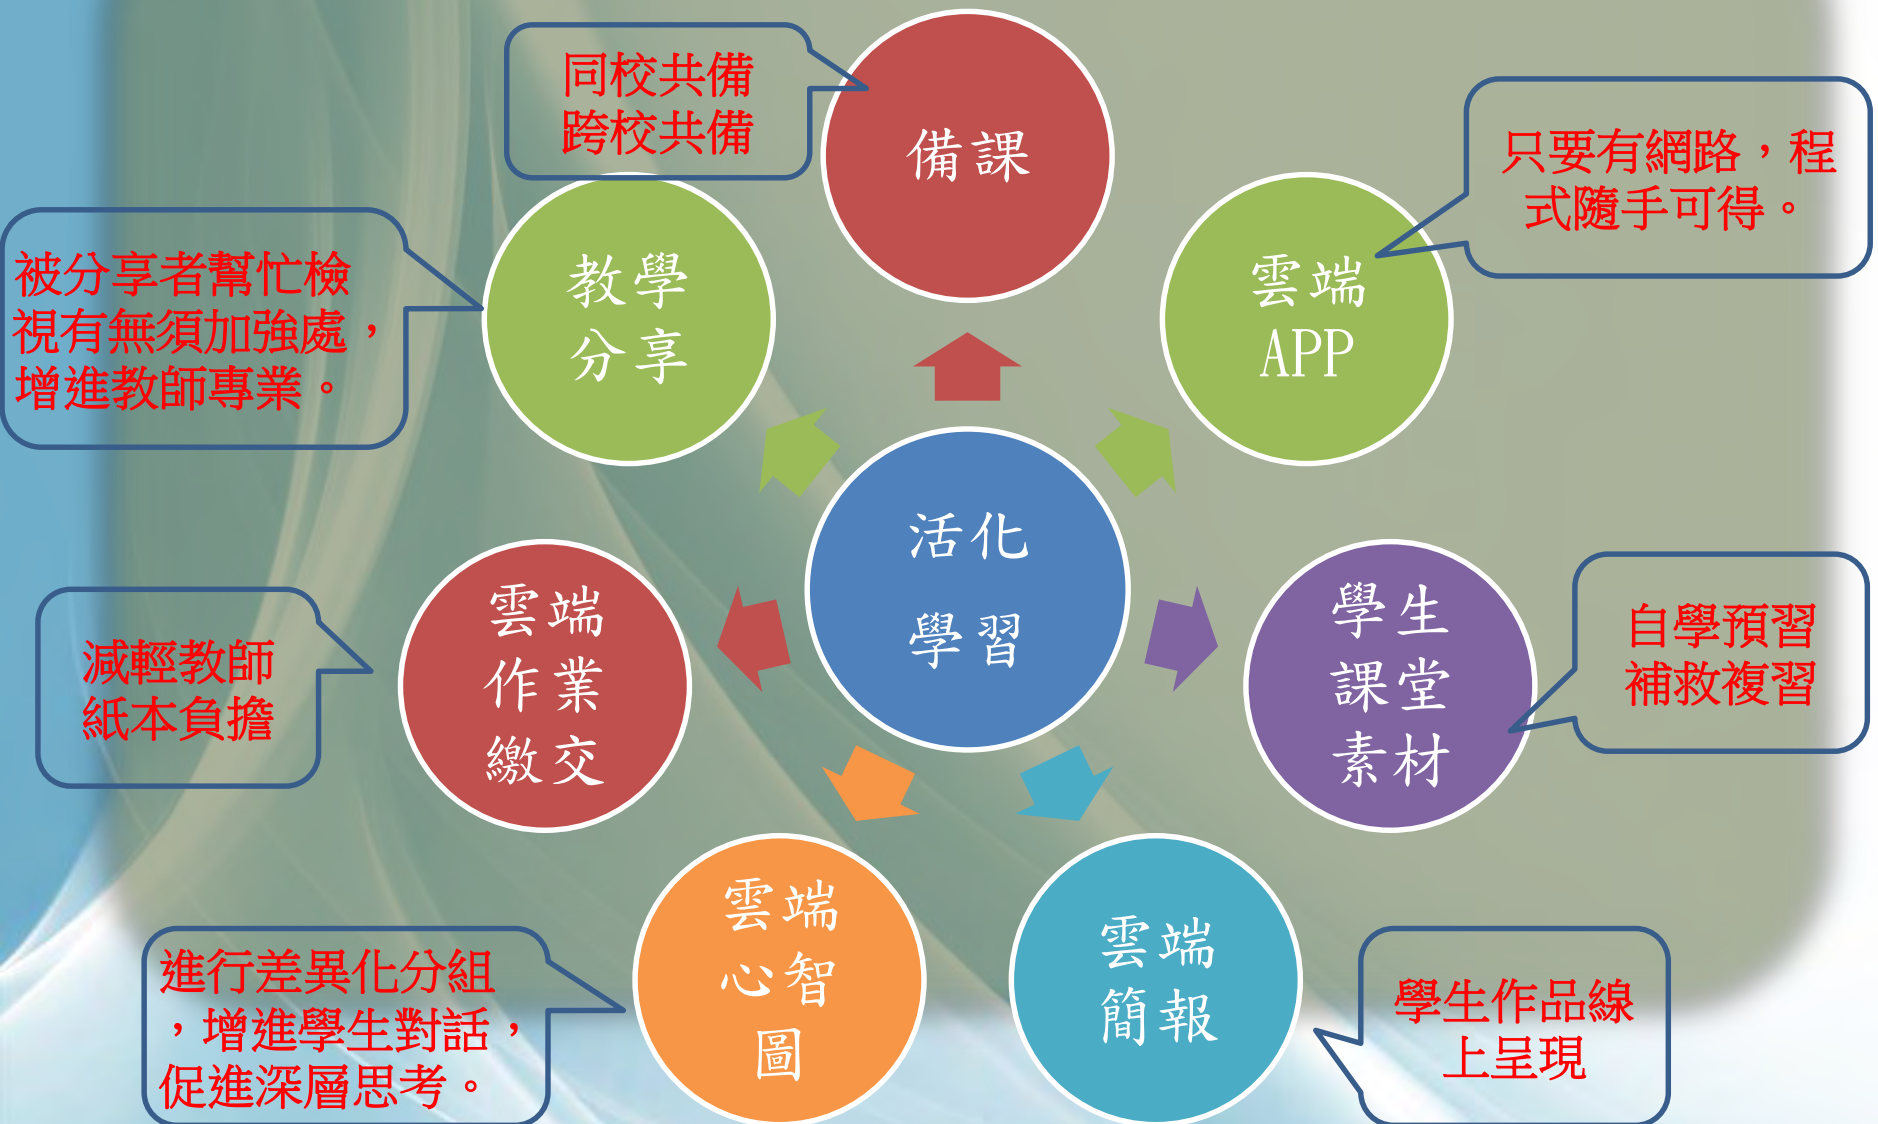 同校共備
跨校共備
備課
只要有網路，程
式隨手可得。
雲端
APP
被分享者幫忙檢
視有無須加強處，
增進教師專業。
教學
分享
活化
學習
減輕教師
紙本負擔
雲端
作業
繳交
學生
課堂
素材
自學預習
補救複習
進行差異化分組
，增進學生對話，
促進深層思考。
雲端
心智
圖
雲端
簡報
學生作品線
上呈現